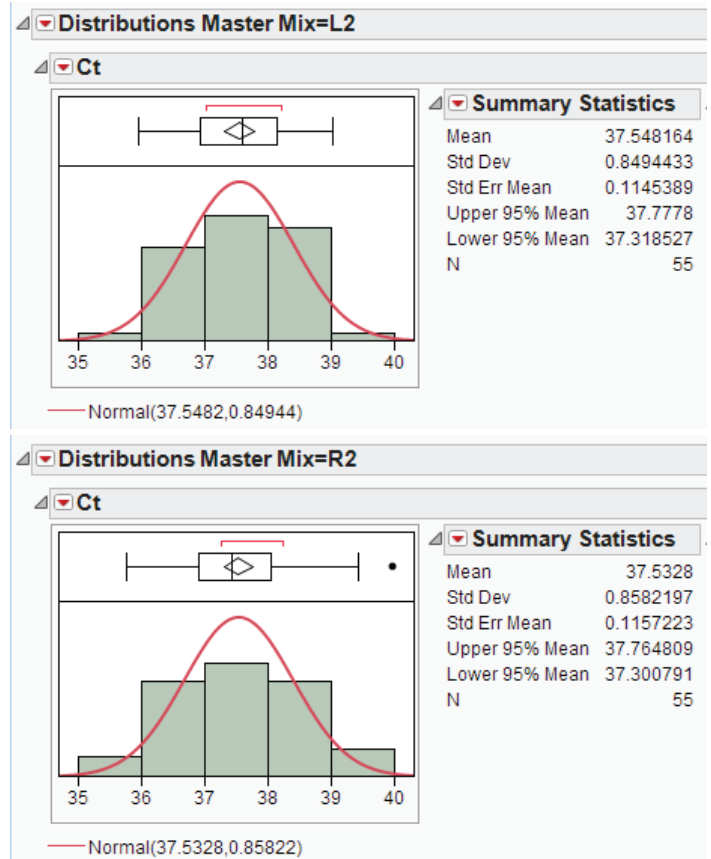 Distributions Master Mix=L2
Ct
Summary Statistics
Mean 37.548164
Std Dev 0.8494433
Std Err Mean 0.1145389
Upper 95% Mean 37.7778
Lower 95% Mean 37.318527
N 55
35 36 37 38 39 40
Normal(37.5482,0.84944)
Distributions Master Mix=R2
Ct
Summary Statistics
Mean 37.5328
Std Dev 0.8582197
Std Err Mean 0.1157223
Upper 95% Mean 37.764809
Lower 95% Mean 37.300791
N 55
35 36 37 38 39 40
Normal(37.5328,0.85822)